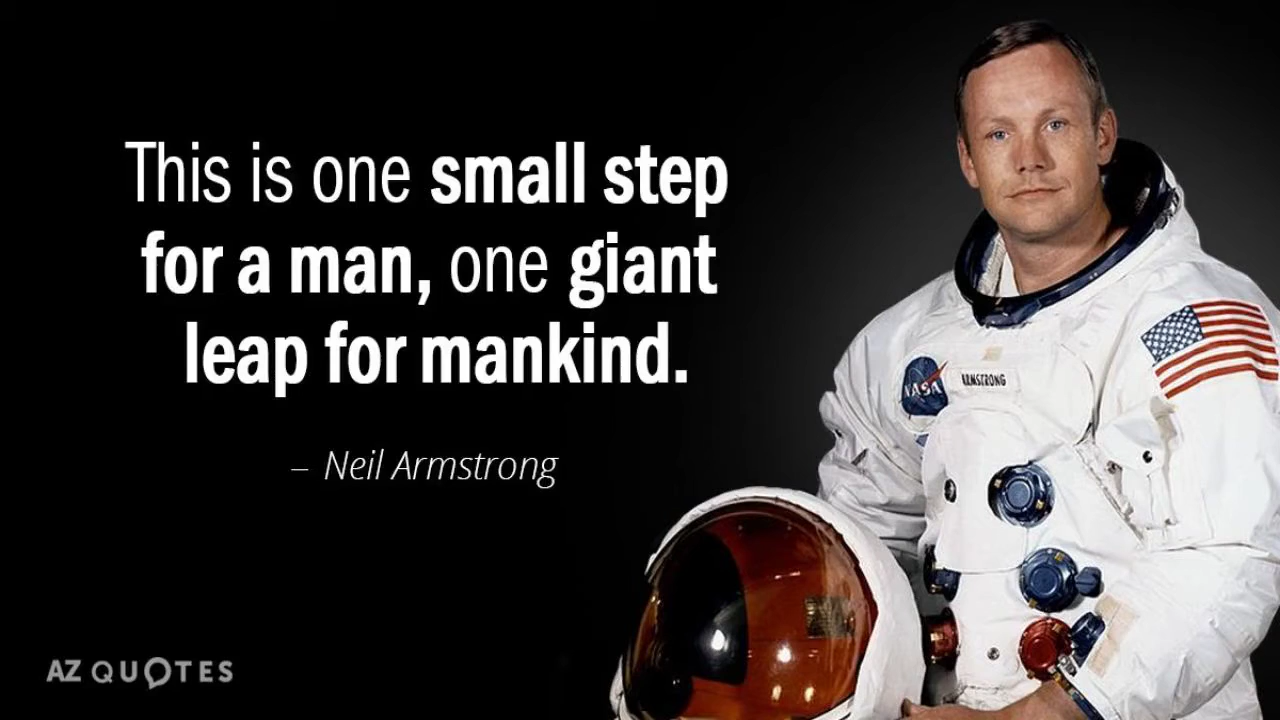 This is one small step
for a man, one giant
leap for mankind.
– Neil Armstrong
NASA
ARMSTRONG
AZ QUOTES